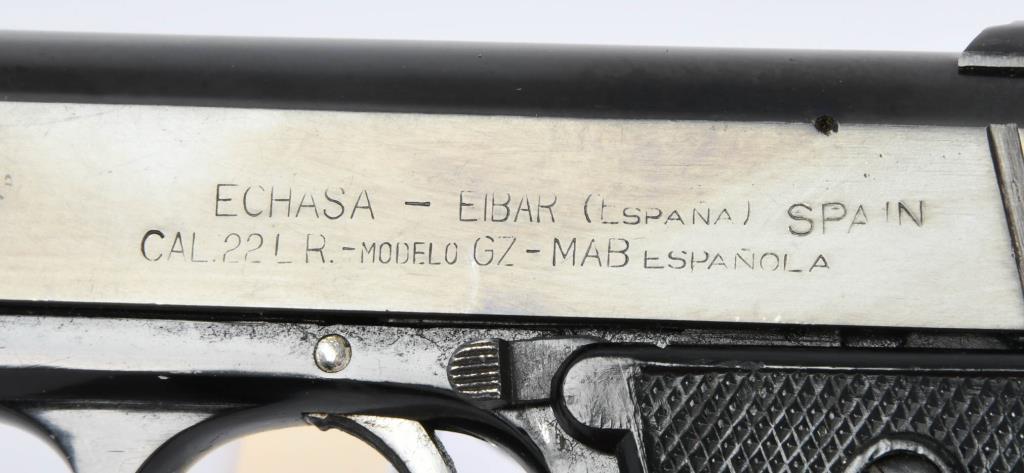 ECHASA - EIBAR (ESPAÑA) SPAIN
CAL.22 L R.-MODELO GZ-MAB ESPAÑOLA